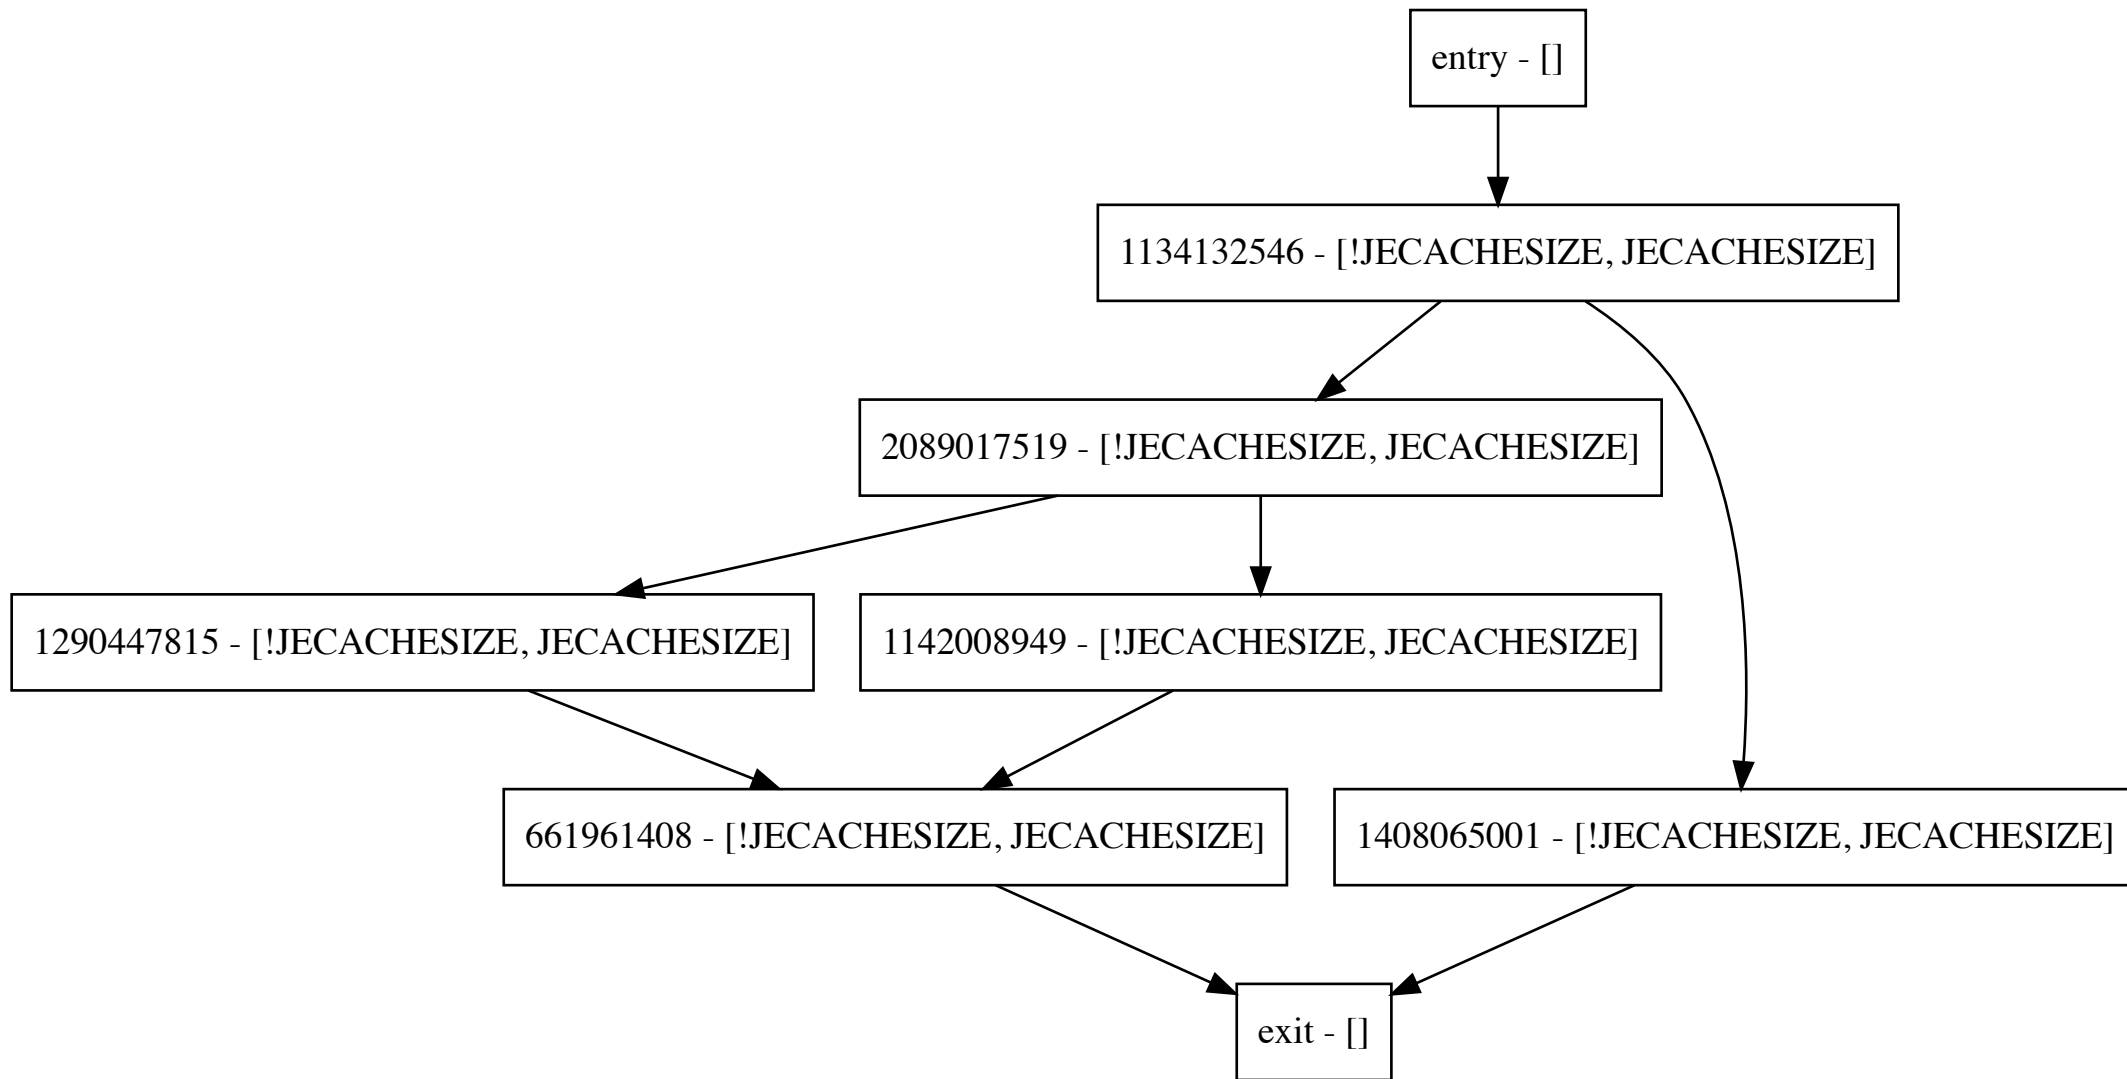 entry - []
1134132546 - [!JECACHESIZE, JECACHESIZE]
2089017519 - [!JECACHESIZE, JECACHESIZE]
1290447815 - [!JECACHESIZE, JECACHESIZE]
1142008949 - [!JECACHESIZE, JECACHESIZE]
661961408 - [!JECACHESIZE, JECACHESIZE]
1408065001 - [!JECACHESIZE, JECACHESIZE]
exit - []